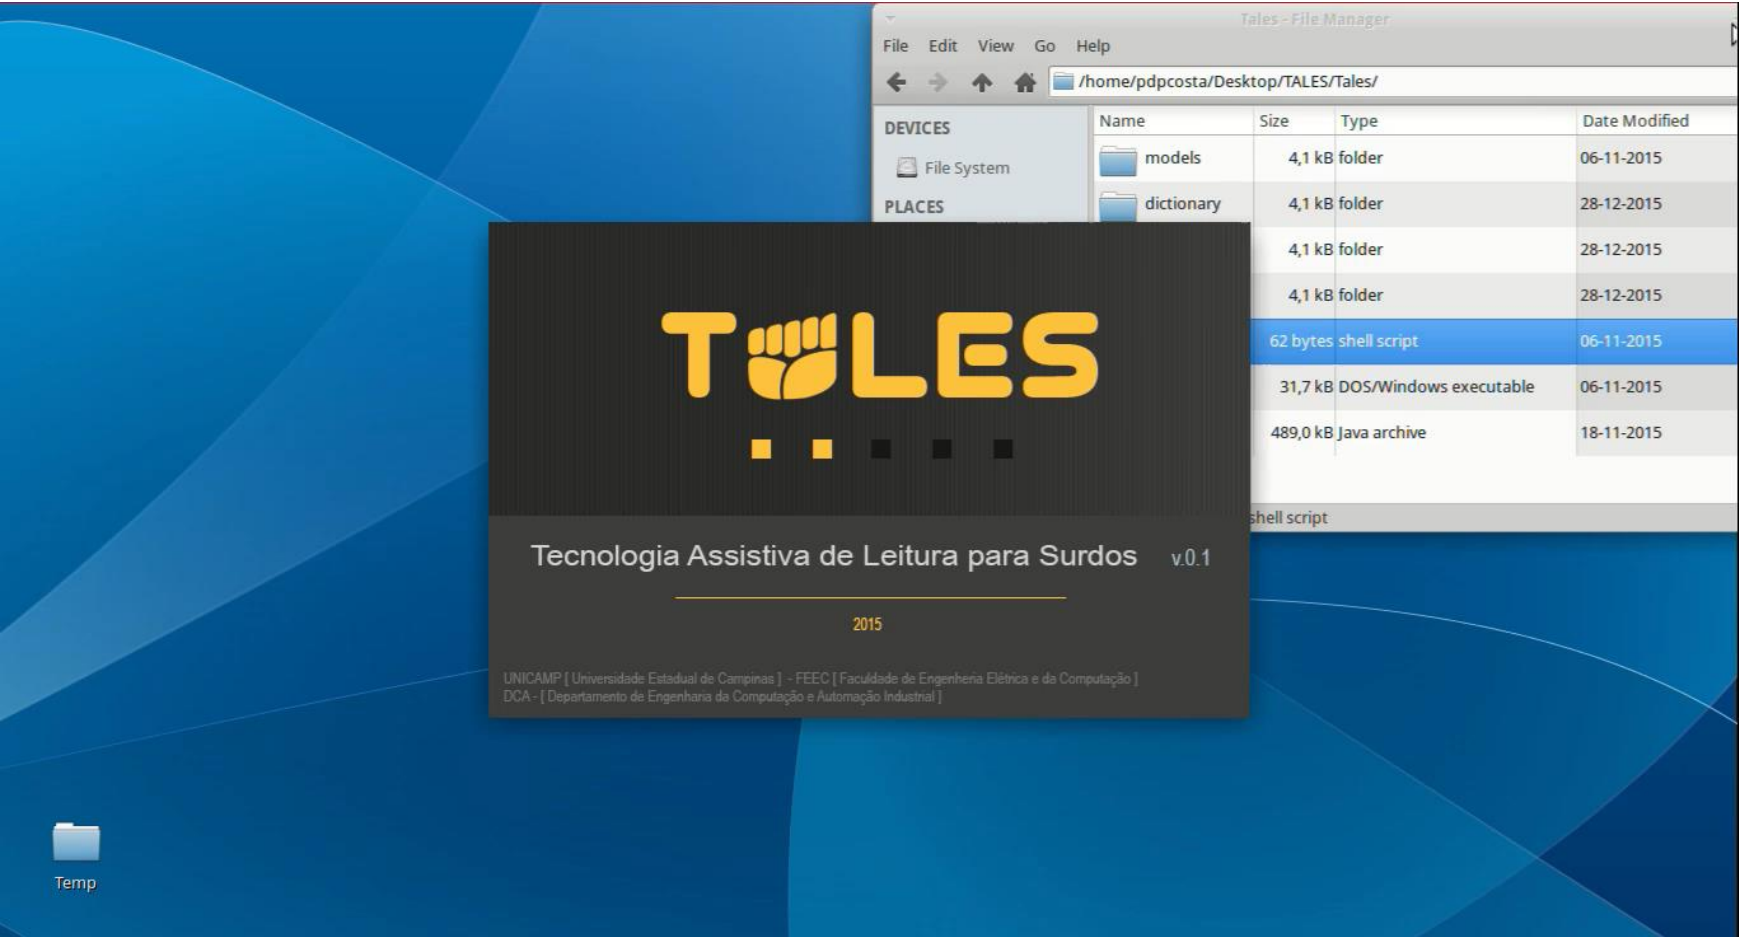 Tales - File Manager
File Edit View Go Help
/home/pdpcosta/Desktop/TALES/Tales/
DEVICES
File System
PLACES
Name Size Type Date Modified
models 4,1 kB folder 06-11-2015
dictionary 4,1 kB folder 28-12-2015
4,1 kB folder 28-12-2015
4,1 kB folder 28-12-2015
62 bytes shell script 06-11-2015
31,7 kB DOS/Windows executable 06-11-2015
489,0 kB Java archive 18-11-2015
shell script
TALES
Tecnologia Assistiva de Leitura para Surdos v.0.1
2015
UNICAMP [ Universidade Estadual de Campinas ] - FEEC [ Faculdade de Engenheria Elétrica e da Computação ]
DCA - [ Departamento de Engenharia da Computação e Automação Industrial ]
Temp